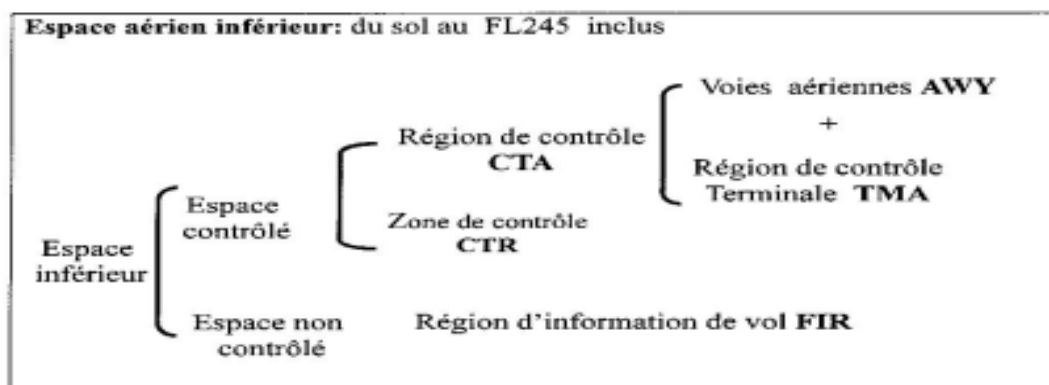 Espace aérien inférieur: du sol au FL245 inclus
Voies aériennes AWY
+
Région de contrôle
CTA
Région de contrôle
Terminale TMA
Espace
contrôlé
Zone de contrôle
CTR
Espace
inférieur
Espace non
contrôlé
Région d'information de vol FIR